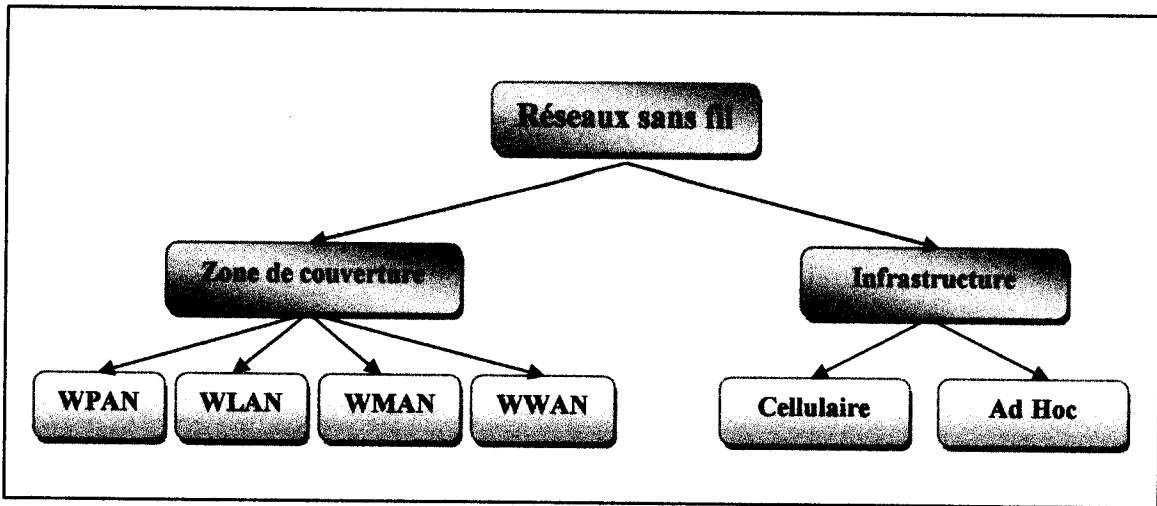 Réseaux sans fil
Zone de couverture
Infrastructure
WPAN
WLAN
WMAN
WWAN
Cellulaire
Ad Hoc